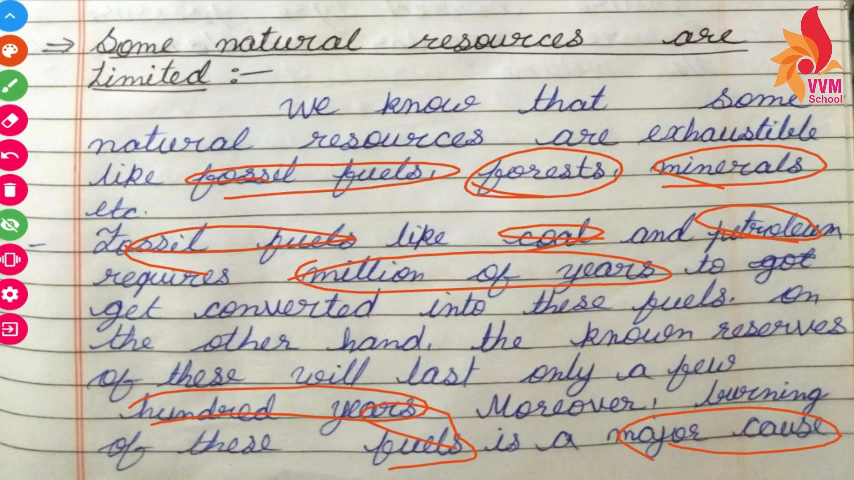 ⇒ Some natural resources are
Limited :-
VVM
School
We know that some
natural resources are exhaustible
like fossil fuels, forests, minerals
etc.
- Fossil fuels like coal and petroleum
requires million of years to got
get converted into these fuels. on
the other hand, the known reserves
of these will last only a few
hundred years Moreover, burning
of these fuels is a major cause